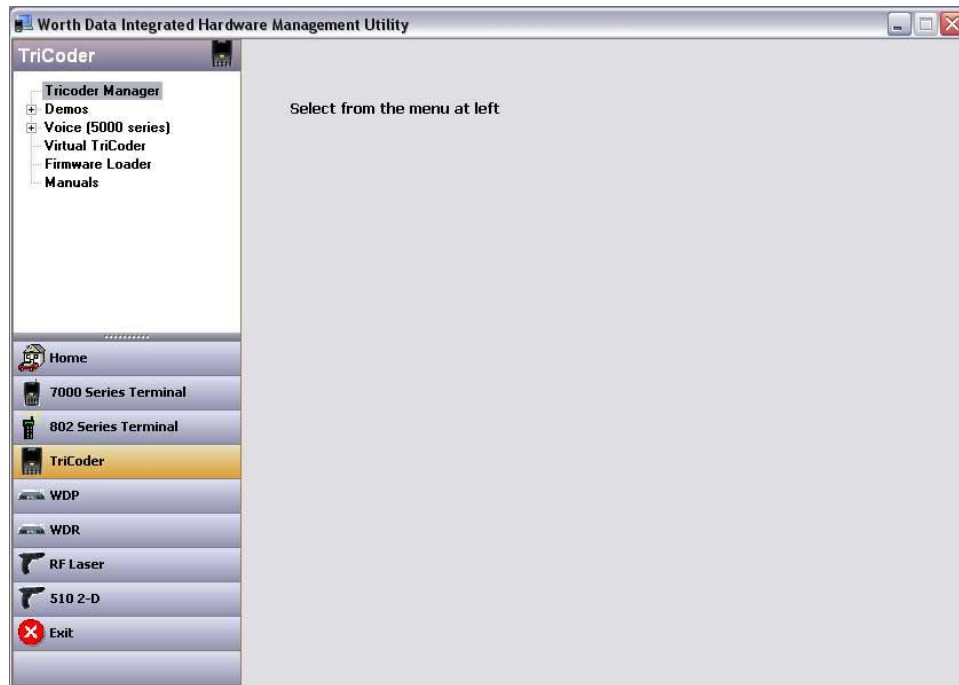 Worth Data Integrated Hardware Management Utility
TriCoder
Tricoder Manager
Demos
Voice (5000 series)
Virtual TriCoder
Firmware Loader
Manuals
Select from the menu at left
Home
7000 Series Terminal
802 Series Terminal
TriCoder
WDP
WDR
RF Laser
510 2-D
Exit